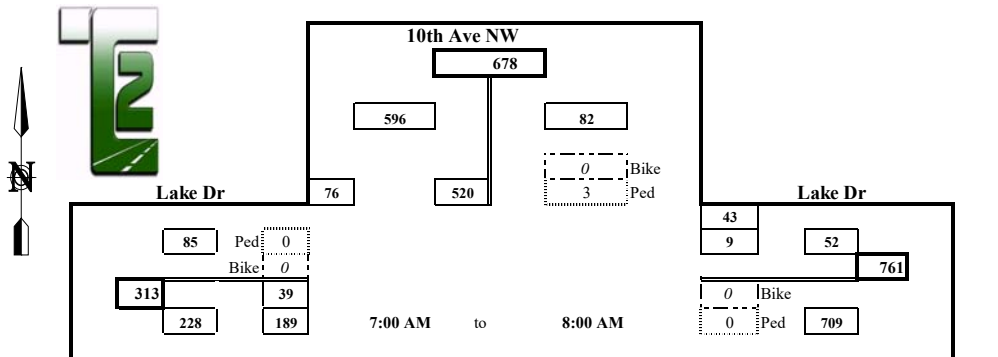 10th Ave NW
678
T2
596 82
0 Bike
N
Lake Dr 76 520 3 Ped Lake Dr
43
85 Ped 0 9 52
Bike 0 761
313 39 0 Bike
228 189 7:00 AM to 8:00 AM 0 Ped 709